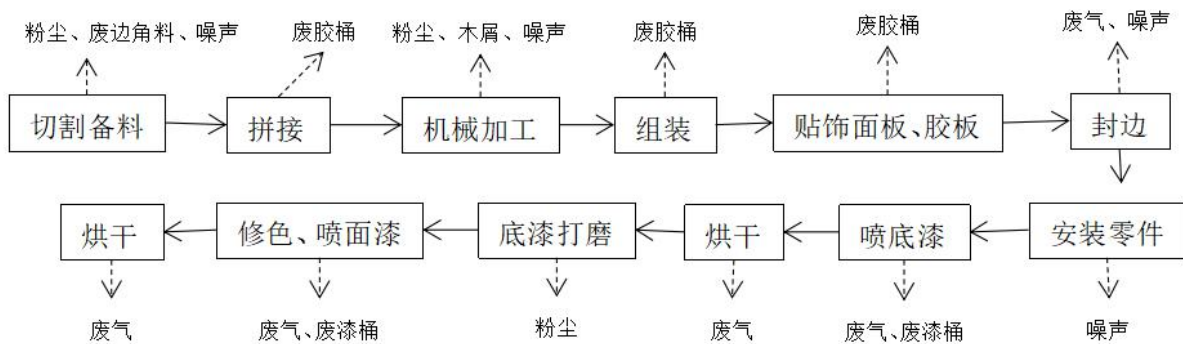 粉尘、废边角料、噪声
废胶桶
粉尘、木屑、噪声
废胶桶
废胶桶
废气、噪声
切割备料
拼接
机械加工
组装
贴饰面板、胶板
封边
烘干
修色、喷面漆
底漆打磨
烘干
喷底漆
安装零件
废气
废气、废漆桶
粉尘
废气
废气、废漆桶
噪声